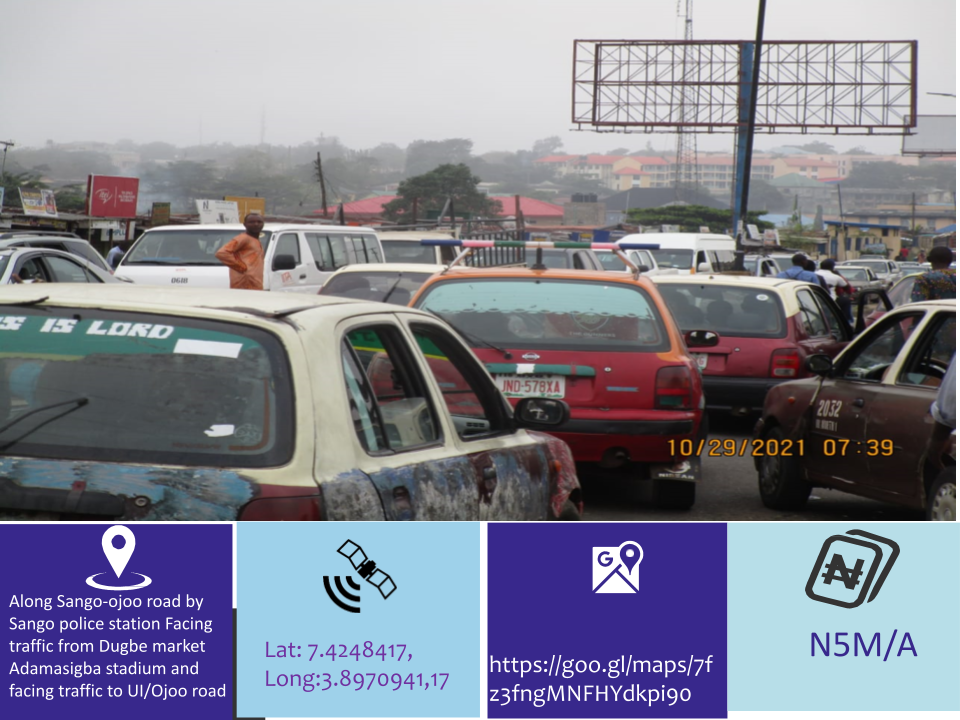 0618
S IS LORD
JND-578XA
2032
10/29/2021 07:39
Along Sango-ojoo road by
Sango police station Facing
traffic from Dugbe market
Adamasigba stadium and
facing traffic to UI/Ojoo road
Lat: 7.4248417,
Long:3.8970941,17
G
https://goo.gl/maps/7f
z3fngMNFHYdkpi90
₦
N5M/A